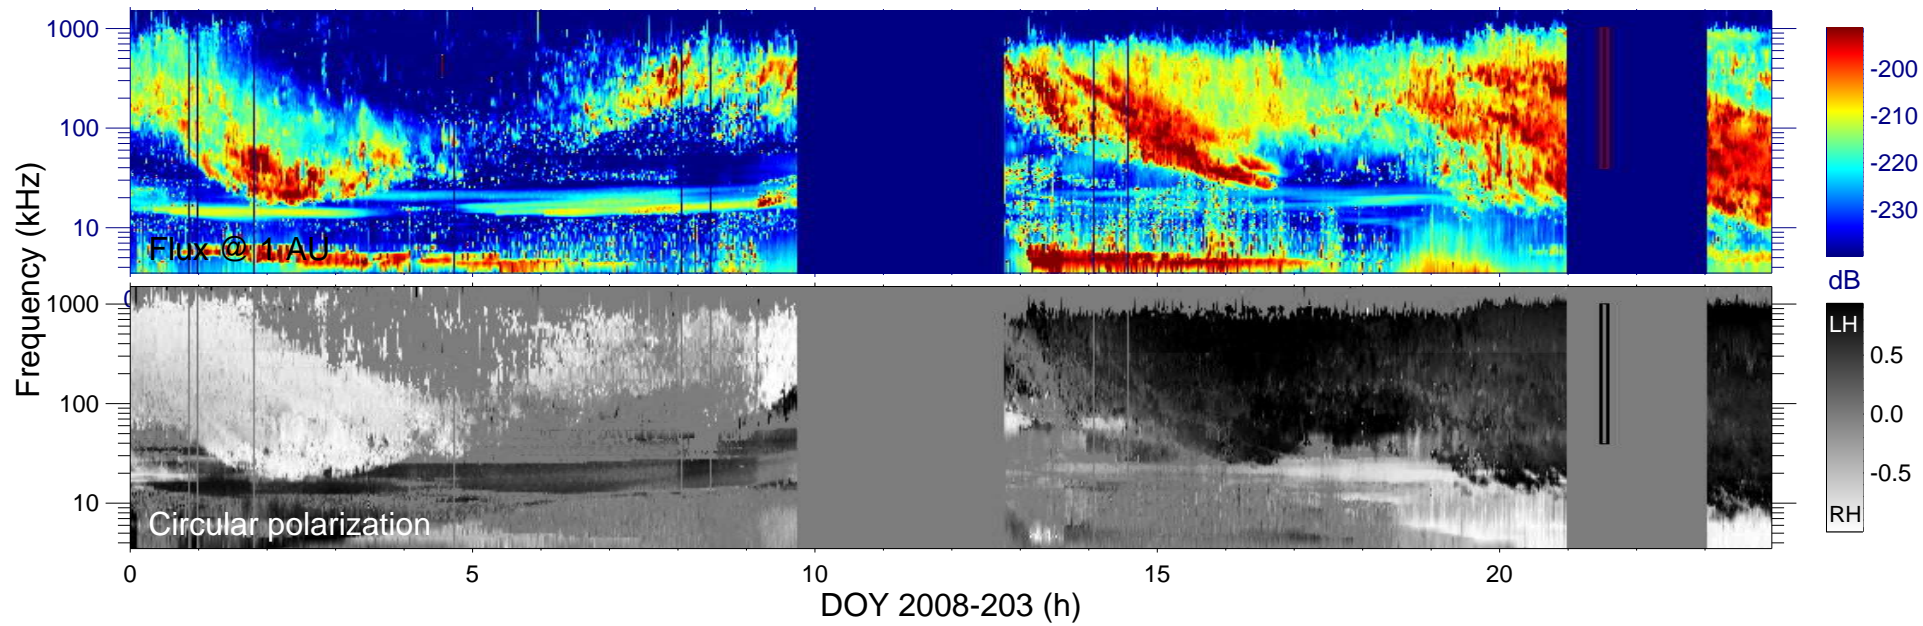 1000
100
10
Flux @ 1 AU
-200
-210
-220
-230
dB
Frequency (kHz)
0
1000
100
10
Circular polarization
LH
0.5
0.0
-0.5
RH
0 5 10 15 20
DOY 2008-203 (h)